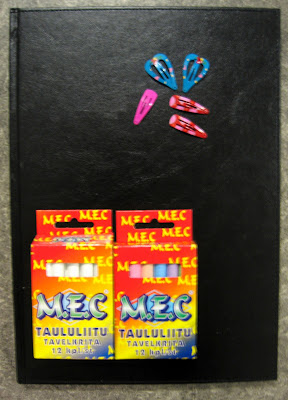 M.E.C
TAULULIITU
TAVELKRITA
12 kpl.st
M.E.C
TAULULIITU
TAVELKRITA
12 kpl.st